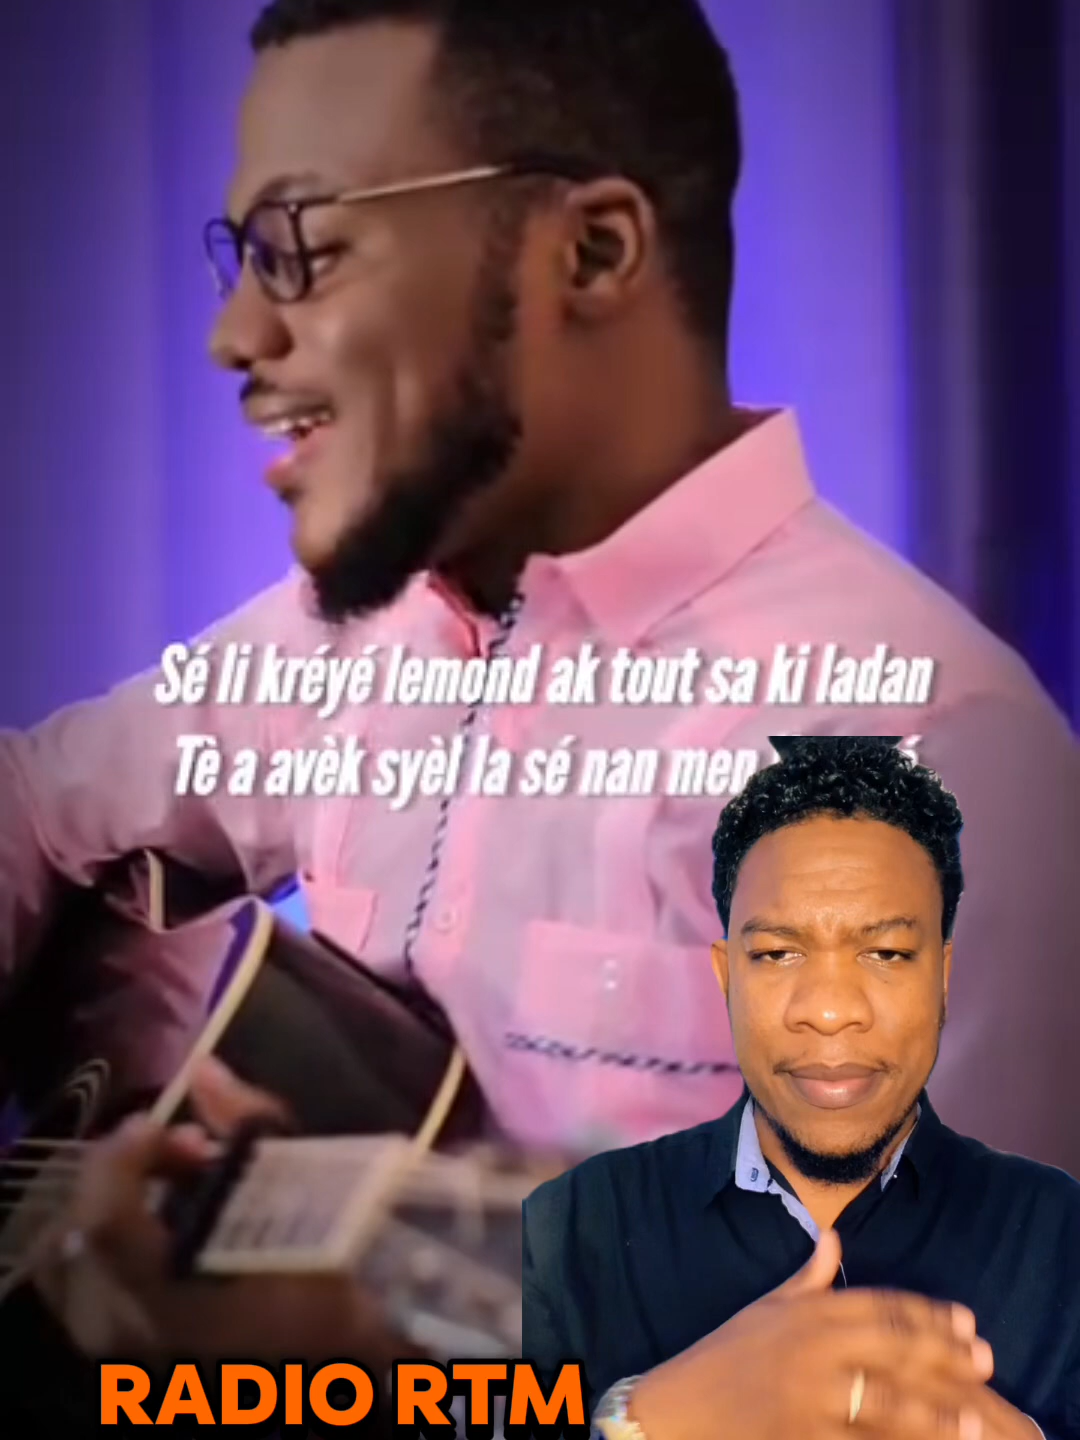 Sé li kréyé lemond ak tout sa ki ladan
Tè a avèk syèl la sé nan men
RADIO RTM